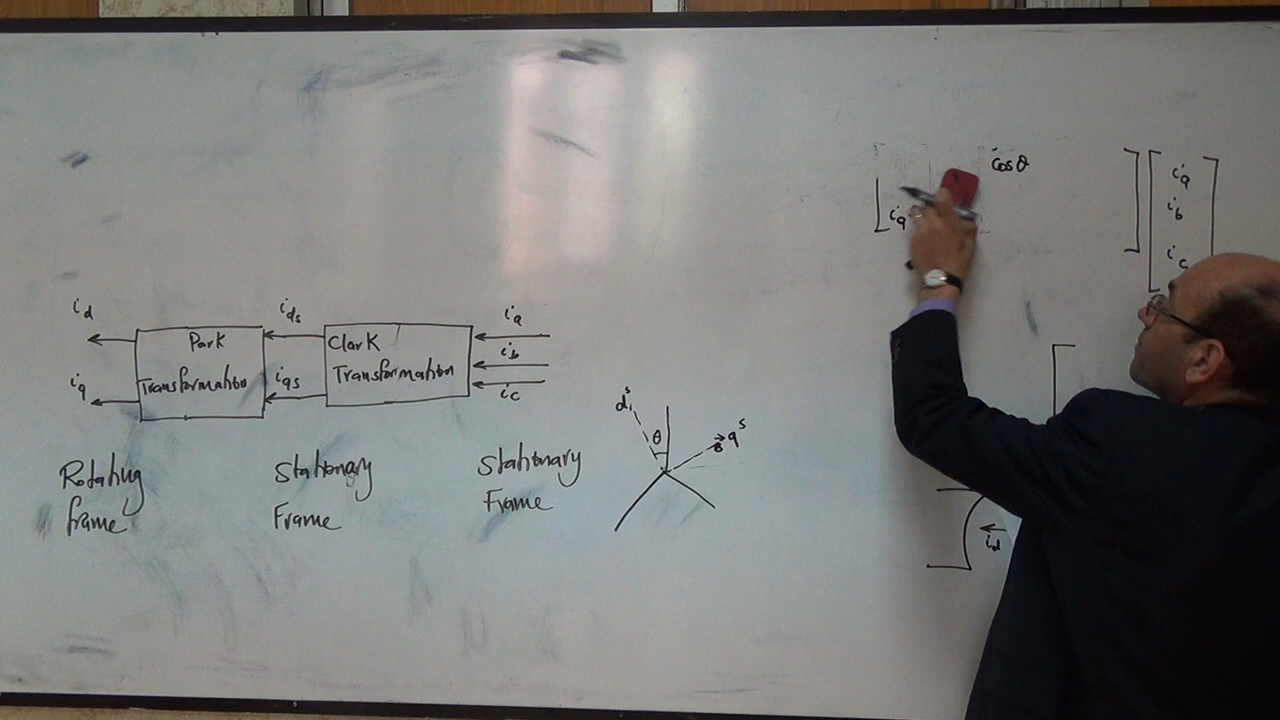 cos θ
i_q
i_a
i_b
i_c
i_d
i_q
Park
Transformation
i_ds
i_qs
Clark
Transformation
i_a
i_b
i_c
Rotating
frame
Stationary
Frame
Stationary
Frame
d^s
θ
q^s
i_d